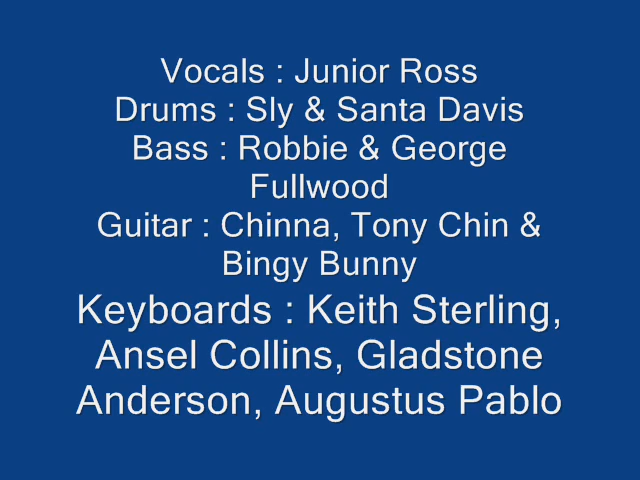 Vocals : Junior Ross
Drums : Sly & Santa Davis
Bass : Robbie & George
Fullwood
Guitar : Chinna, Tony Chin &
Bingy Bunny
Keyboards : Keith Sterling,
Ansel Collins, Gladstone
Anderson, Augustus Pablo